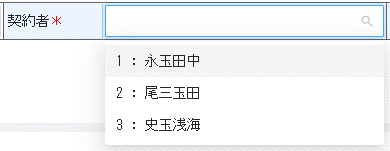 契約者*
1 : 永玉田中
2 : 尾三玉田
3 : 史玉浅海